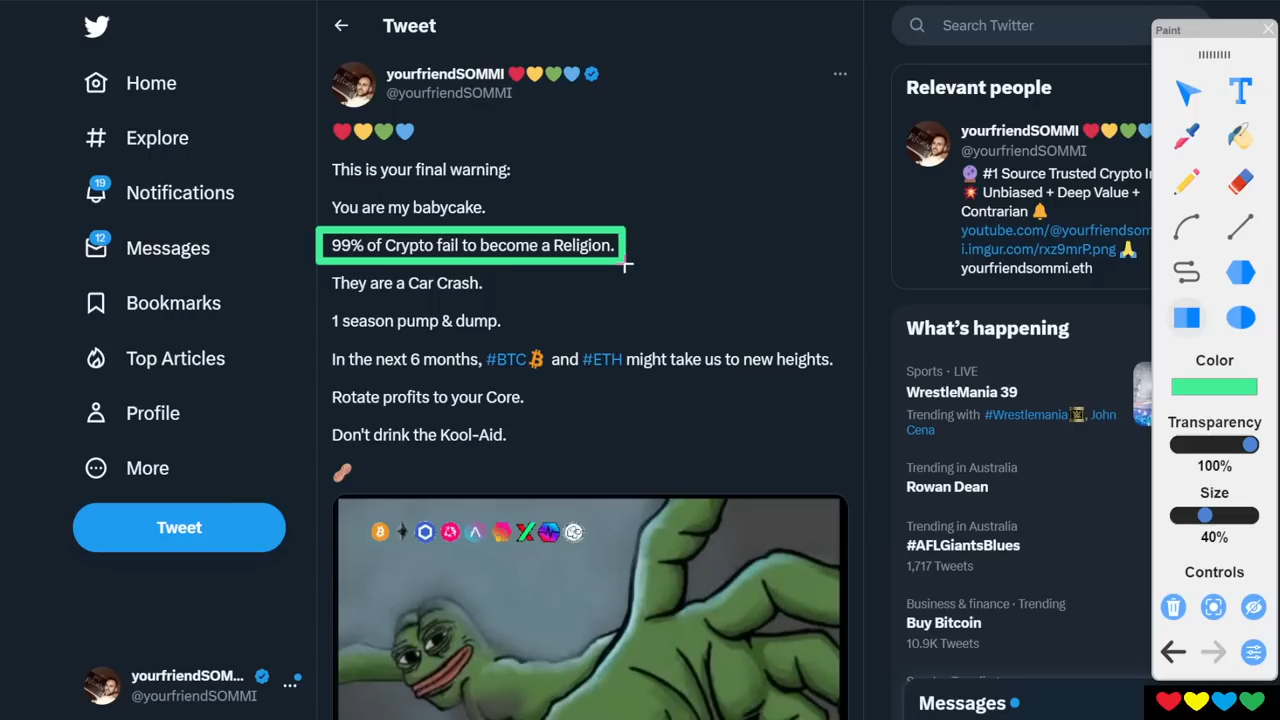 Home
Explore
19
Notifications
12
Messages
Bookmarks
Top Articles
Profile
More
Tweet
yourfriendSOM...
@yourfriendSOMMI
Tweet
yourfriendSOMMI
@yourfriendSOMMI
This is your final warning:
You are my babycake.
99% of Crypto fail to become a Religion.
They are a Car Crash.
1 season pump & dump.
In the next 6 months, #BTC and #ETH might take us to new heights.
Rotate profits to your Core.
Don't drink the Kool-Aid.
Search Twitter
Relevant people
yourfriendSOMMI
@yourfriendSOMMI
#1 Source Trusted Crypto
Unbiased + Deep Value +
Contrarian
youtube.com/@yourfriendsom
i.imgur.com/rxz9mrP.png
yourfriendsommi.eth
What's happening
Sports · LIVE
WrestleMania 39
Trending with #Wrestlemania, John
Cena
Trending in Australia
Rowan Dean
Trending in Australia
#AFLGiantsBlues
1,717 Tweets
Business & finance · Trending
Buy Bitcoin
10.9K Tweets
Messages
Paint
T
Color
Transparency
100%
Size
40%
Controls